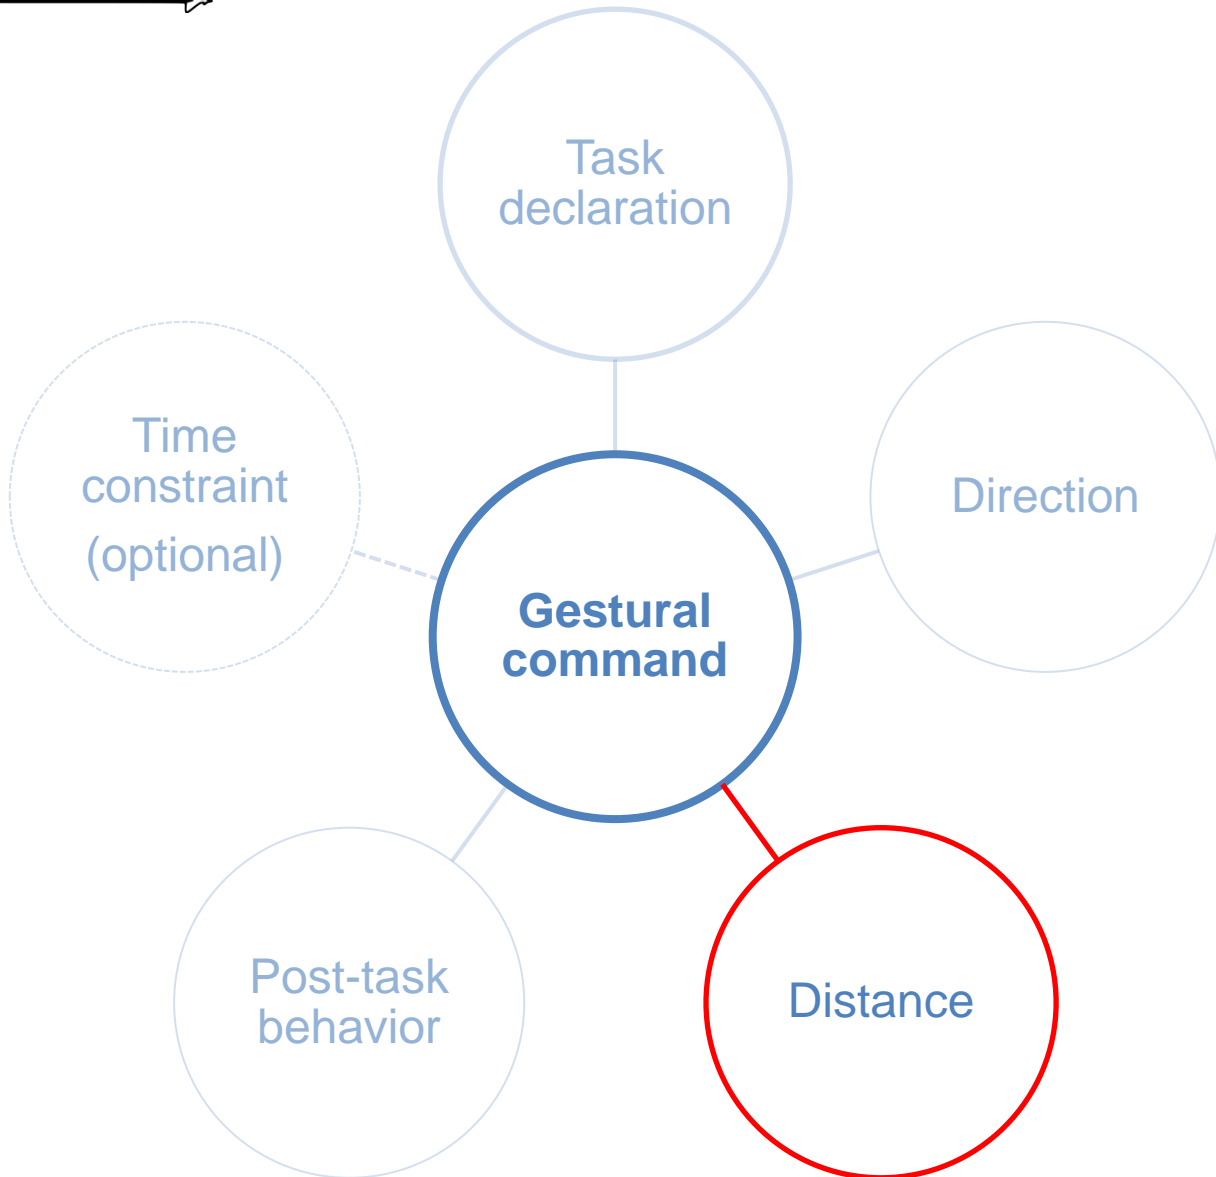 Task
declaration
Time
constraint
(optional)
Direction
Gestural
command
Post-task
behavior
Distance